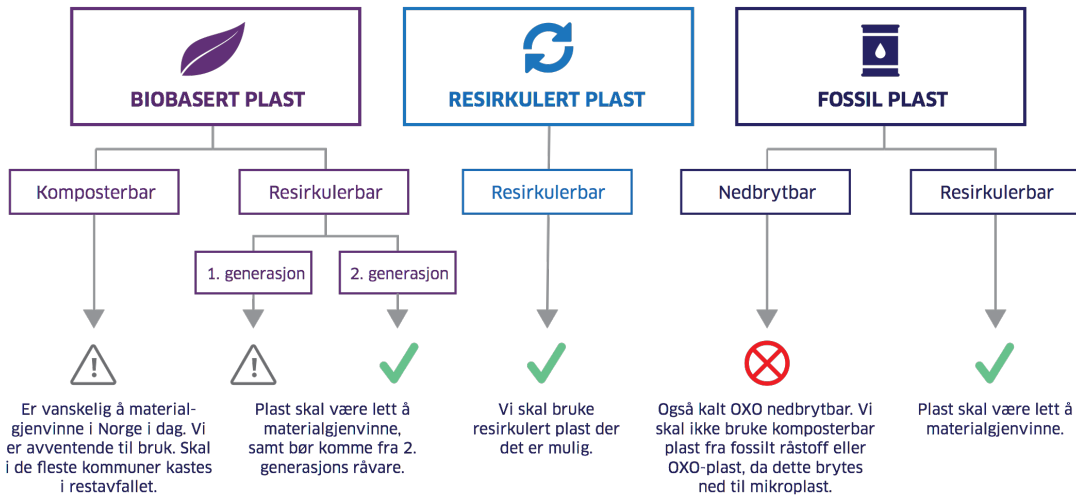 BIOBASERT PLAST
RESIRKULERT PLAST
FOSSIL PLAST
Komposterbar
Resirkulerbar
Resirkulerbar
Nedbrytbar
Resirkulerbar
1. generasjon
2. generasjon
Er vanskelig å material-
gjenvinne i Norge i dag. Vi
er avventende til bruk. Skal
i de fleste kommuner kastes
i restavfallet.
Plast skal være lett å
materialgjenvinne,
samt bør komme fra 2.
generasjons råvare.
Vi skal bruke
resirkulert plast der
det er mulig.
Også kalt OXO nedbrytbar. Vi
skal ikke bruke komposterbar
plast fra fossilt råstoff eller
OXO-plast, da dette brytes
ned til mikroplast.
Plast skal være lett å
materialgjenvinne.